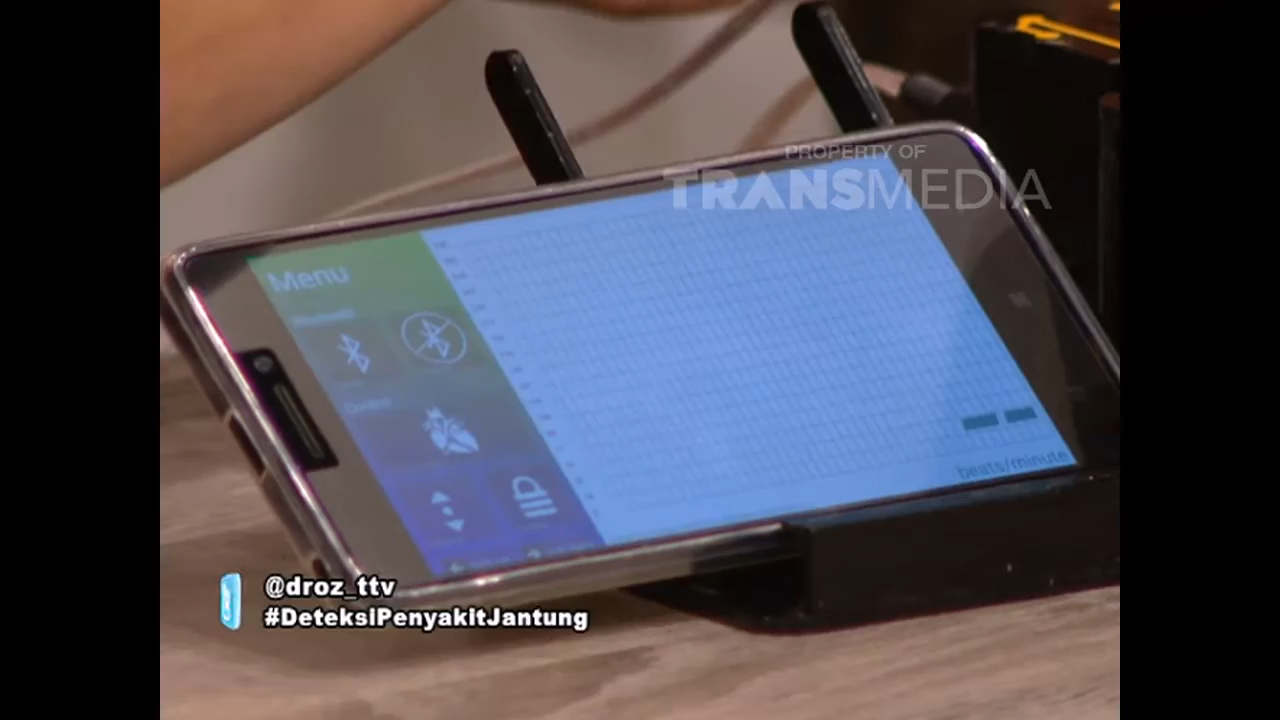 PROPERTY OF
TRANSMEDIA
Menu
beats/minute
@droz_ttv
#DeteksiPenyakitJantung